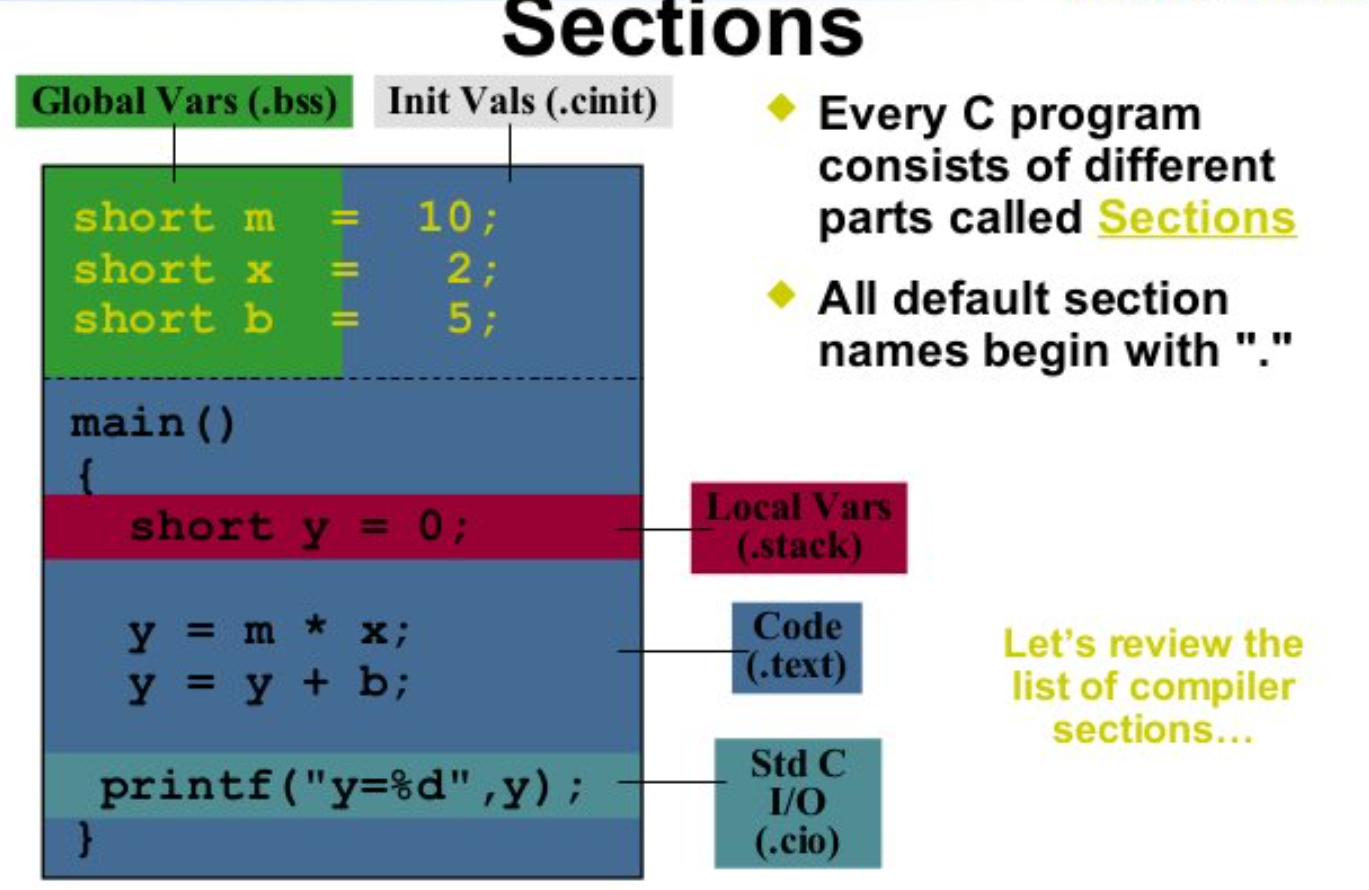 Sections
Global Vars (.bss)
Init Vals (.cinit)
short m  =  10;
short x  =   2;
short b  =   5;
main()
{
short y = 0;
y = m * x;
y = y + b;
printf("y=%d",y);
}
Local Vars
(.stack)
Code
(.text)
Std C
I/O
(.cio)
Every C program
consists of different
parts called Sections
All default section
names begin with "."
Let's review the
list of compiler
sections…